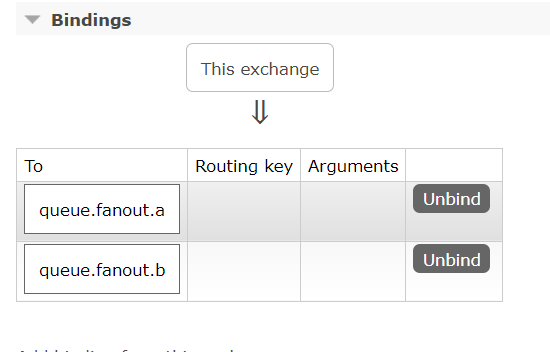 Bindings
This exchange
⇓
To Routing key Arguments
queue.fanout.a Unbind
queue.fanout.b Unbind